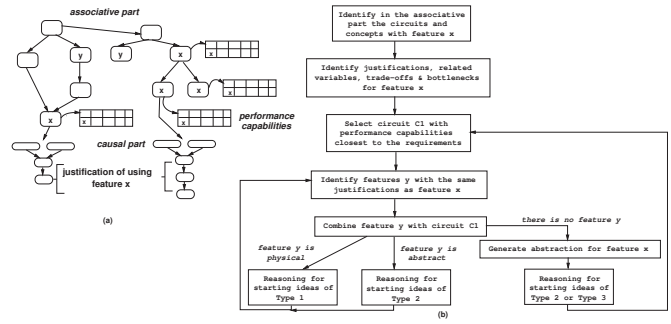 associative part
y
y
x
x
x
x
x
x
x
x
x
performance
capabilities
causal part
justification of using
feature x
(a)
Identify in the associative
part the circuits and
concepts with feature x
Identify justifications, related
variables, trade-offs & bottlenecks
for feature x
Select circuit C1 with
performance capabilities
closest to the requirements
Identify features y with the same
justifications as feature x
Combine feature y with circuit C1
there is no feature y
feature y is
physical
feature y is
abstract
Generate abstraction for feature x
Reasoning for
starting ideas of
Type 1
Reasoning for
starting ideas of
Type 2
Reasoning for
starting ideas of
Type 2 or Type 3
(b)